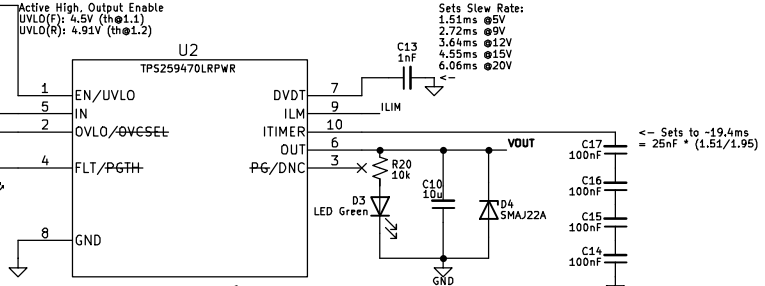 Active High, Output Enable
UVLO(F): 4.5V (th@1.1)
UVLO(R): 4.91V (th@1.2)
Sets Slew Rate:
1.51ms @5V
2.72ms @9V
3.64ms @12V
4.55ms @15V
6.06ms @20V
<-
C13
1nF
U2
TPS259470LRPWR
1
EN/UVLO
5
IN
2
OVLO/OVCSEL
4
FLT/PGTH
8
GND
DVDT
7
ILM
9
ILIM
ITIMER
10
OUT
6
VOUT
PG/DNC
3
R20
10k
D3
LED Green
C10
10u
D4
SMAJ22A
GND
C17
100nF
C16
100nF
C15
100nF
C14
100nF
<- Sets to ~19.4ms
= 25nF * (1.51/1.95)